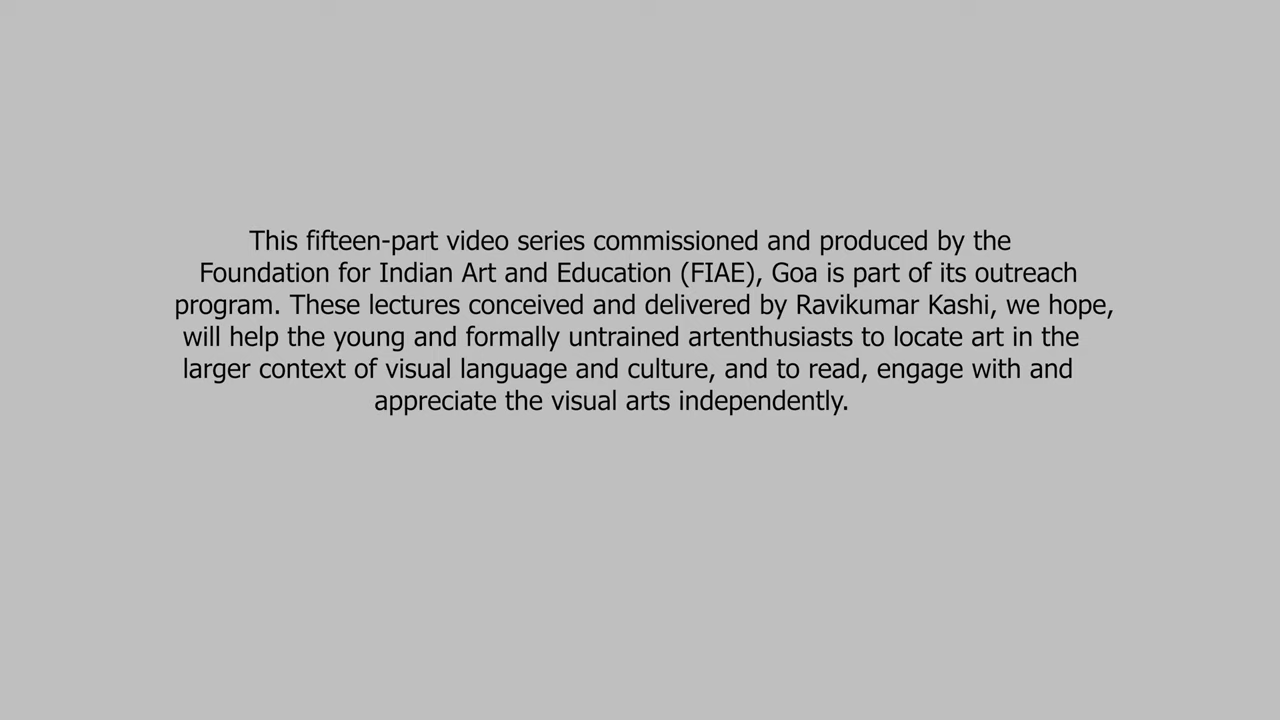 This fifteen-part video series commissioned and produced by the
Foundation for Indian Art and Education (FIAE), Goa is part of its outreach
program. These lectures conceived and delivered by Ravikumar Kashi, we hope,
will help the young and formally untrained artenthusiasts to locate art in the
larger context of visual language and culture, and to read, engage with and
appreciate the visual arts independently.